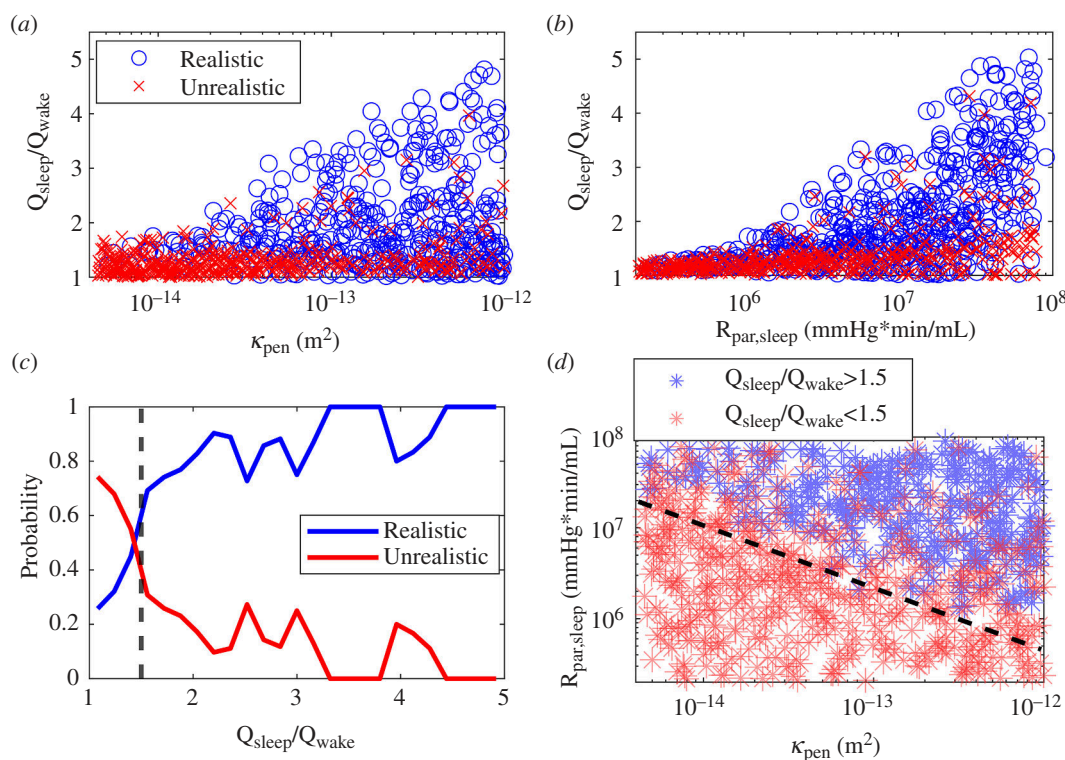 (a)
Realistic
Unrealistic
Q_sleep/Q_wake
5
4
3
2
1
10^−14
10^−13
10^−12
κ_pen (m^2)
(b)
Q_sleep/Q_wake
5
4
3
2
1
10^6
10^7
10^8
R_par,sleep (mmHg*min/mL)
(c)
Probability
1
0.8
0.6
0.4
0.2
0
Realistic
Unrealistic
1
2
3
4
5
Q_sleep/Q_wake
(d)
Q_sleep/Q_wake>1.5
Q_sleep/Q_wake<1.5
R_par,sleep (mmHg*min/mL)
10^8
10^7
10^6
10^−14
10^−13
10^−12
κ_pen (m^2)